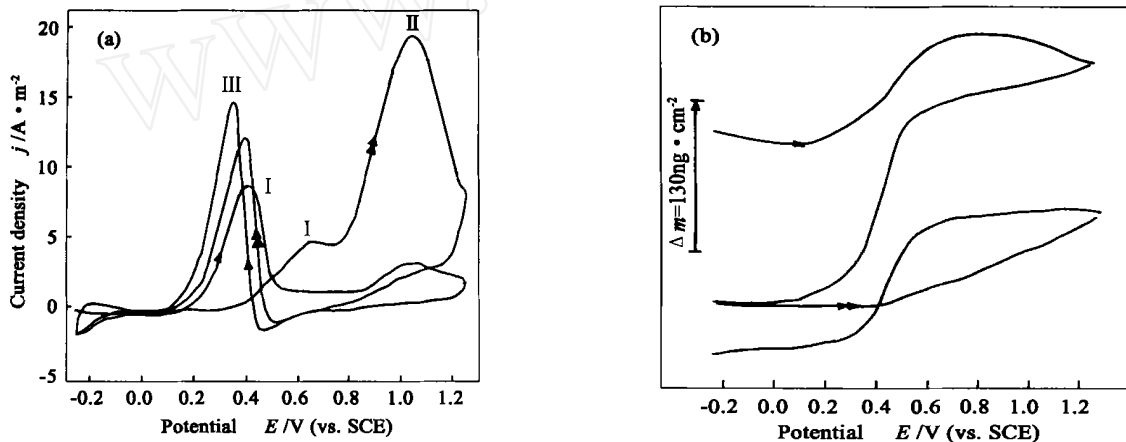 (a)
II
III
I
I
Current density j /A • m⁻²
20
15
10
5
0
-5
-0.2 0.0 0.2 0.4 0.6 0.8 1.0 1.2
Potential E /V (vs. SCE)
(b)
Δ m=130ng • cm⁻²
-0.2 0.0 0.2 0.4 0.6 0.8 1.0 1.2
Potential E /V (vs. SCE)
www.